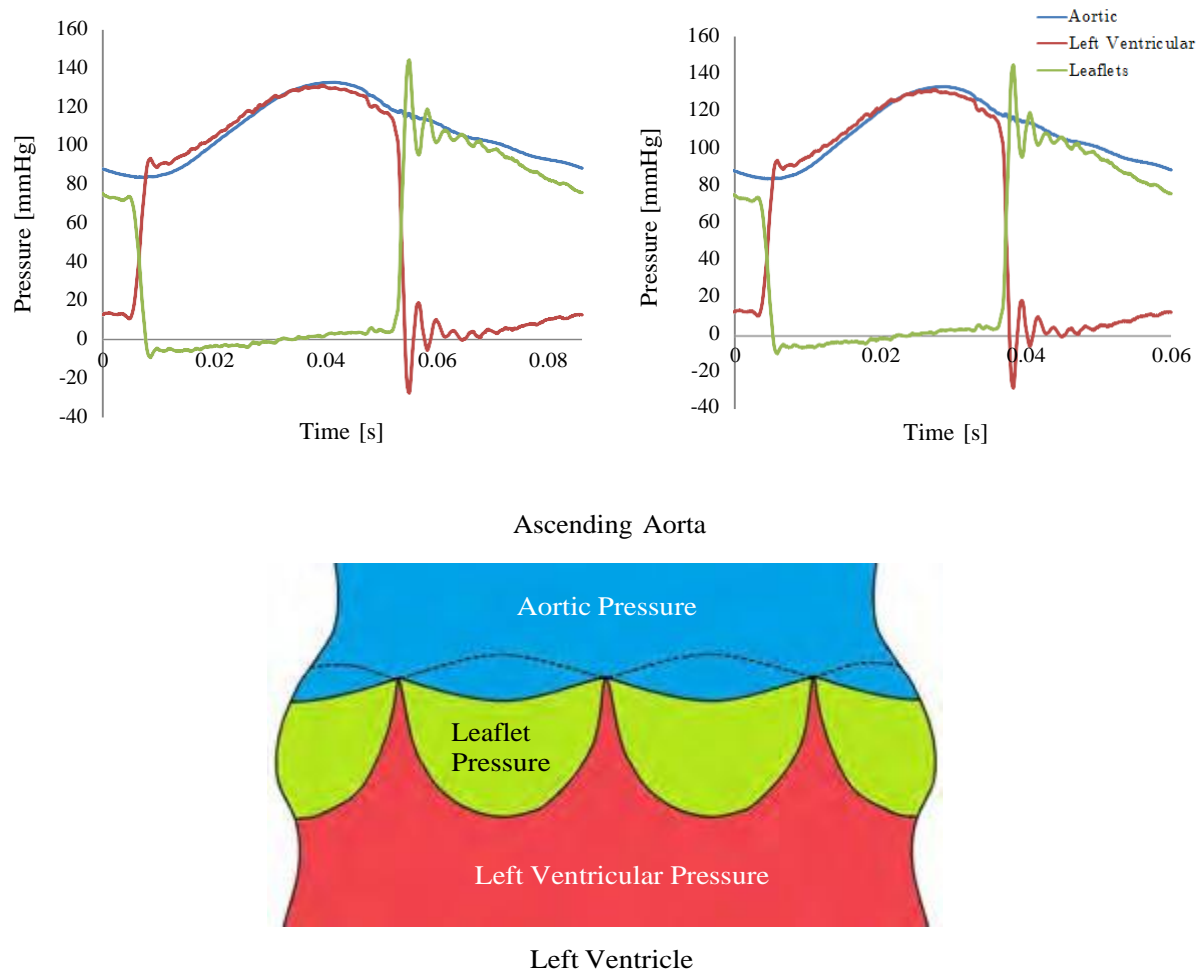 160
140
120
100
80
60
40
20
0
-20
-40
Pressure [mmHg]
0
0.02
0.04
0.06
0.08
Time [s]
160
140
120
100
80
60
40
20
0
-20
-40
Pressure [mmHg]
0
0.02
0.04
0.06
Time [s]
Aortic
Left Ventricular
Leaflets
Ascending Aorta
Aortic Pressure
Leaflet
Pressure
Left Ventricular Pressure
Left Ventricle